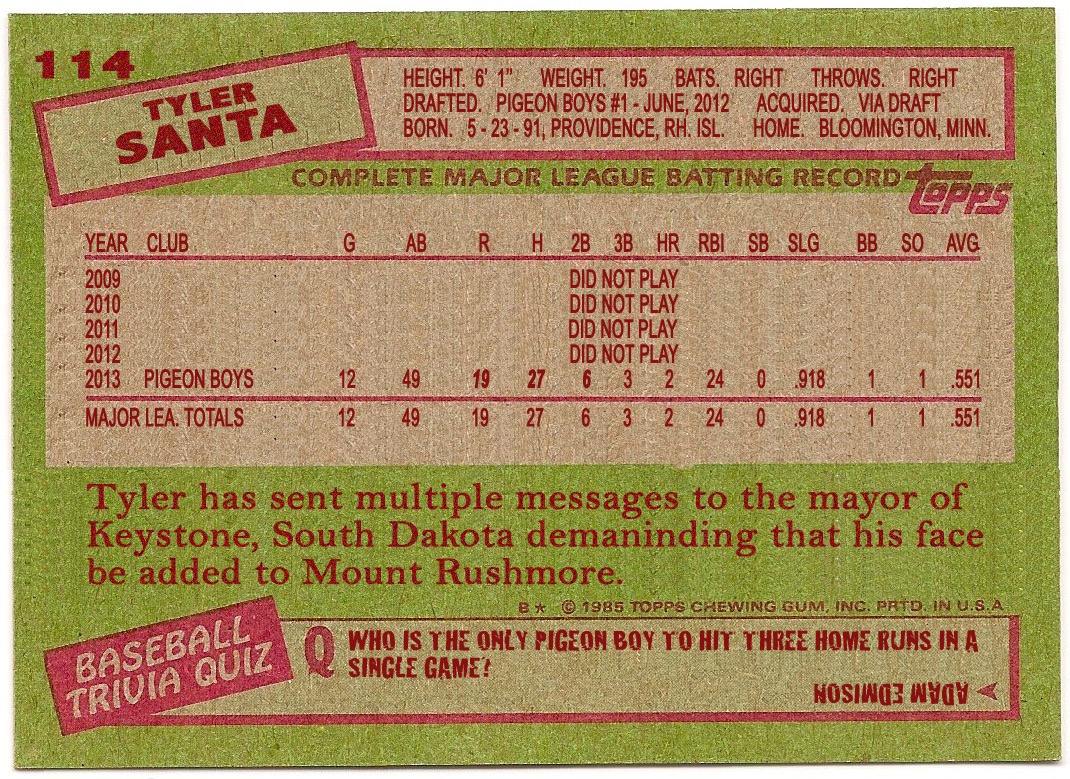 114
TYLER
SANTA
HEIGHT. 6' 1" WEIGHT. 195 BATS. RIGHT THROWS. RIGHT
DRAFTED. PIGEON BOYS #1 - JUNE, 2012 ACQUIRED. VIA DRAFT
BORN. 5 - 23 - 91, PROVIDENCE, RH. ISL. HOME. BLOOMINGTON, MINN.
COMPLETE MAJOR LEAGUE BATTING RECORD topps
YEAR CLUB G AB R H 2B 3B HR RBI SB SLG BB SO AVG.
2009 DID NOT PLAY
2010 DID NOT PLAY
2011 DID NOT PLAY
2012 DID NOT PLAY
2013 PIGEON BOYS 12 49 19 27 6 3 2 24 0 .918 1 1 .551
MAJOR LEA. TOTALS 12 49 19 27 6 3 2 24 0 .918 1 1 .551
Tyler has sent multiple messages to the mayor of
Keystone, South Dakota demaninding that his face
be added to Mount Rushmore.
B★ © 1985 TOPPS CHEWING GUM, INC. PRTD. IN U.S.A
BASEBALL
TRIVIA QUIZ
Q WHO IS THE ONLY PIGEON BOY TO HIT THREE HOME RUNS IN A
SINGLE GAME?
ADAM EDMISON